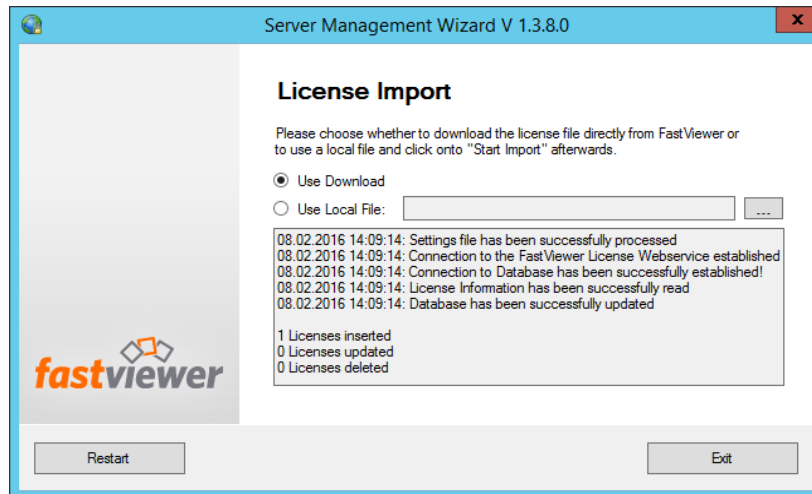 Server Management Wizard V 1.3.8.0
x
License Import
Please choose whether to download the license file directly from FastViewer or
to use a local file and click onto "Start Import" afterwards.
Use Download
Use Local File:
...
08.02.2016 14:09:14: Settings file has been successfully processed
08.02.2016 14:09:14: Connection to the FastViewer License Webservice established
08.02.2016 14:09:14: Connection to Database has been successfully established!
08.02.2016 14:09:14: License Information has been successfully read
08.02.2016 14:09:14: Database has been successfully updated
1 Licenses inserted
0 Licenses updated
0 Licenses deleted
fastviewer
Restart
Exit